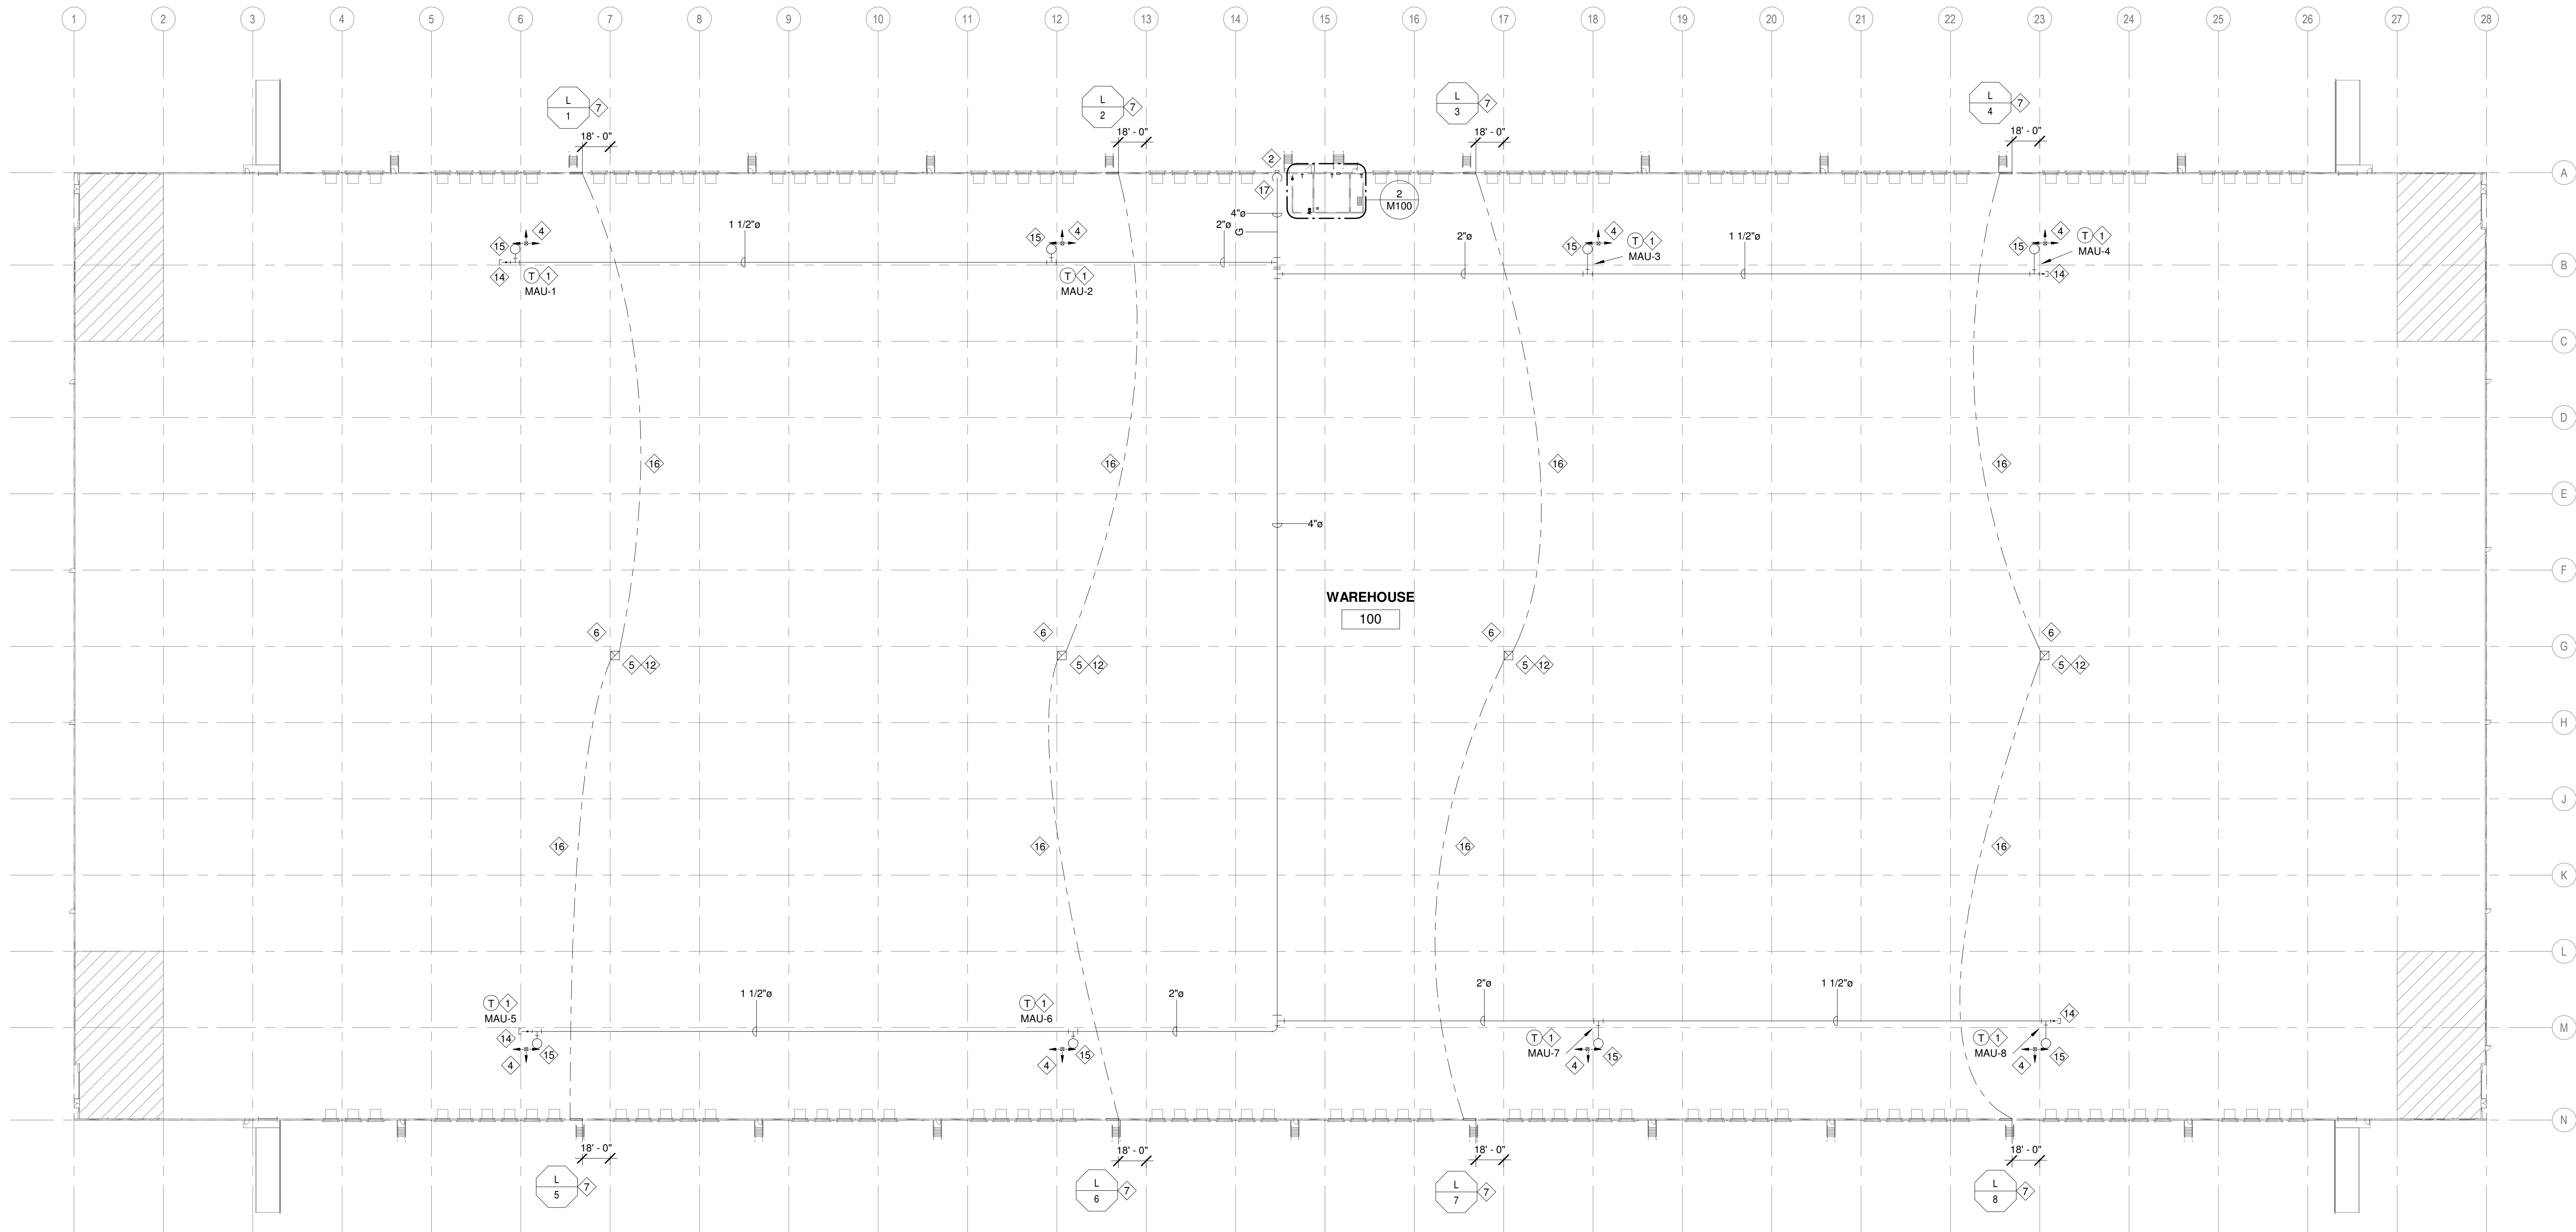 1 2 3 4 5 6 7 8 9 10 11 12 13 14 15 16 17 18 19 20 21 22 23 24 25 26 27 28
L 1 7
L 2 7
L 3 7
L 4 7
18' - 0" 18' - 0" 18' - 0" 18' - 0"
2
A
17
2
M100
4"ø
G
15 4
1 1/2"ø
15 4
2"ø
2"ø
15 4
T 1
MAU-3
1 1/2"ø
15 4
T 1
MAU-4
14
T 1
MAU-1
T 1
MAU-2
14
B
C
D
16 16 16 16
E
4"ø
F
WAREHOUSE
100
6 6 6 6
G
5 12 5 12 5 12 5 12
H
J
16 16 16 16
K
L
T 1
MAU-5
1 1/2"ø
T 1
MAU-6
2"ø
2"ø
1 1/2"ø
14
14
M
T 1
MAU-7
T 1
MAU-8
4 15
4 15
4 15
4 15
N
18' - 0" 18' - 0" 18' - 0" 18' - 0"
L 5 7
L 6 7
L 7 7
L 8 7